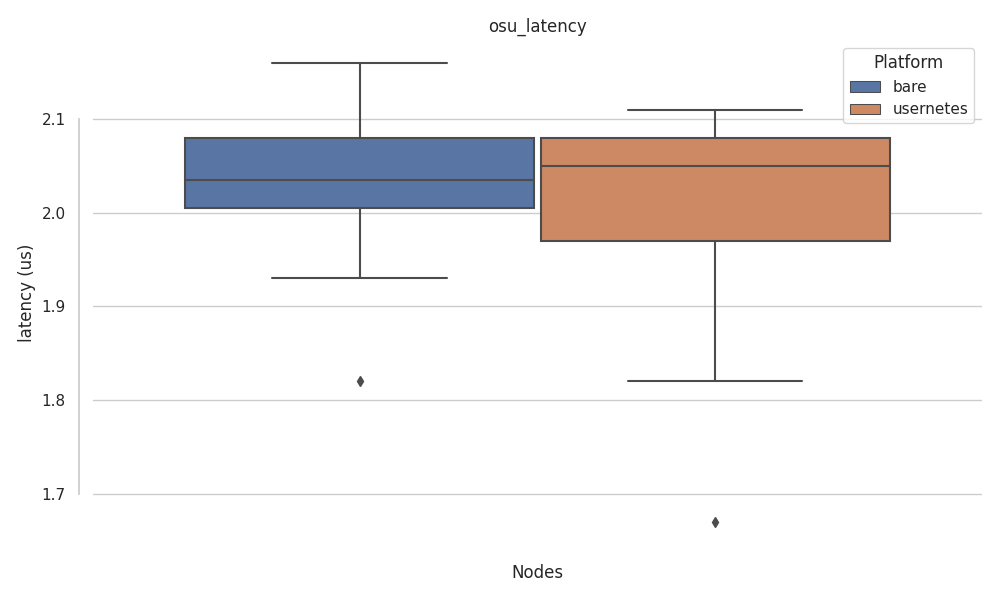 osu_latency
Platform
bare
usernetes
2.1
2.0
1.9
1.8
1.7
latency (us)
Nodes